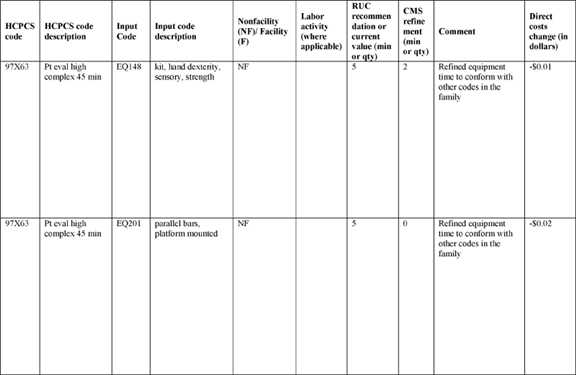 HCPCS code
HCPCS code description
Input Code
Input code description
Nonfacility (NF)/ Facility (F)
Labor activity (where applicable)
RUC recommen dation or current value (min or qty)
CMS refine ment (min or qty)
Comment
Direct costs change (in dollars)
97X63
Pt eval high
complex 45 min
EQ148
kit, hand dexterity,
sensory, strength
NF
5
2
Refined equipment
time to conform with
other codes in the
family
-$0.01
97X63
Pt eval high
complex 45 min
EQ201
parallel bars,
platform mounted
NF
5
0
Refined equipment
time to conform with
other codes in the
family
-$0.02